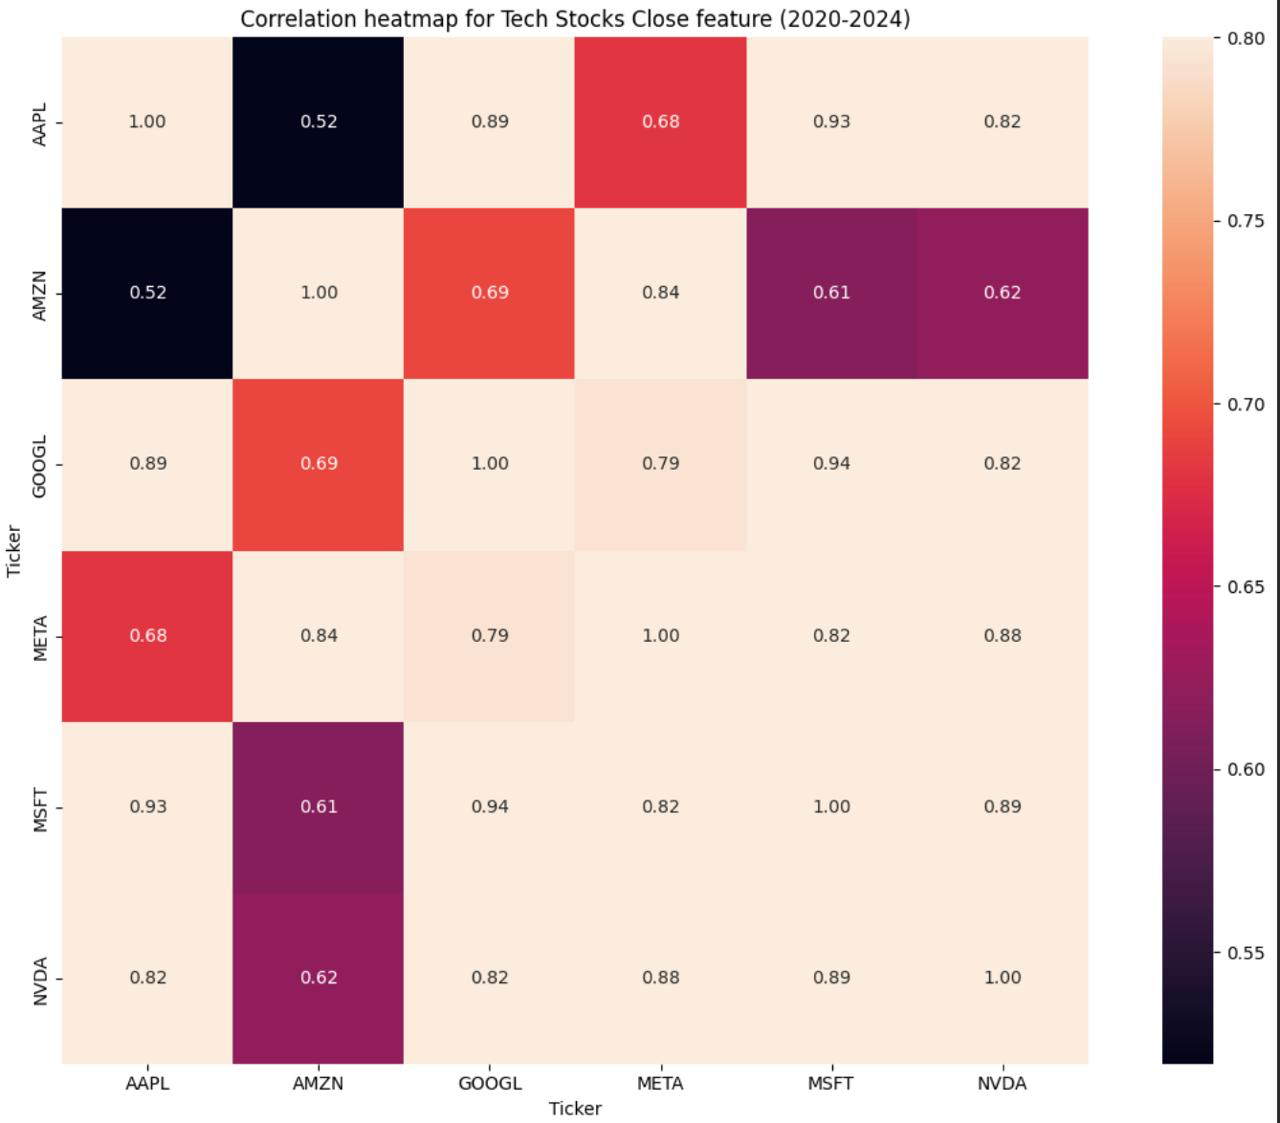 Correlation heatmap for Tech Stocks Close feature (2020-2024)
AAPL 1.00 0.52 0.89 0.68 0.93 0.82
AMZN 0.52 1.00 0.69 0.84 0.61 0.62
GOOGL 0.89 0.69 1.00 0.79 0.94 0.82
META 0.68 0.84 0.79 1.00 0.82 0.88
MSFT 0.93 0.61 0.94 0.82 1.00 0.89
NVDA 0.82 0.62 0.82 0.88 0.89 1.00
Ticker
AAPL AMZN GOOGL META MSFT NVDA
Ticker
0.80
0.75
0.70
0.65
0.60
0.55